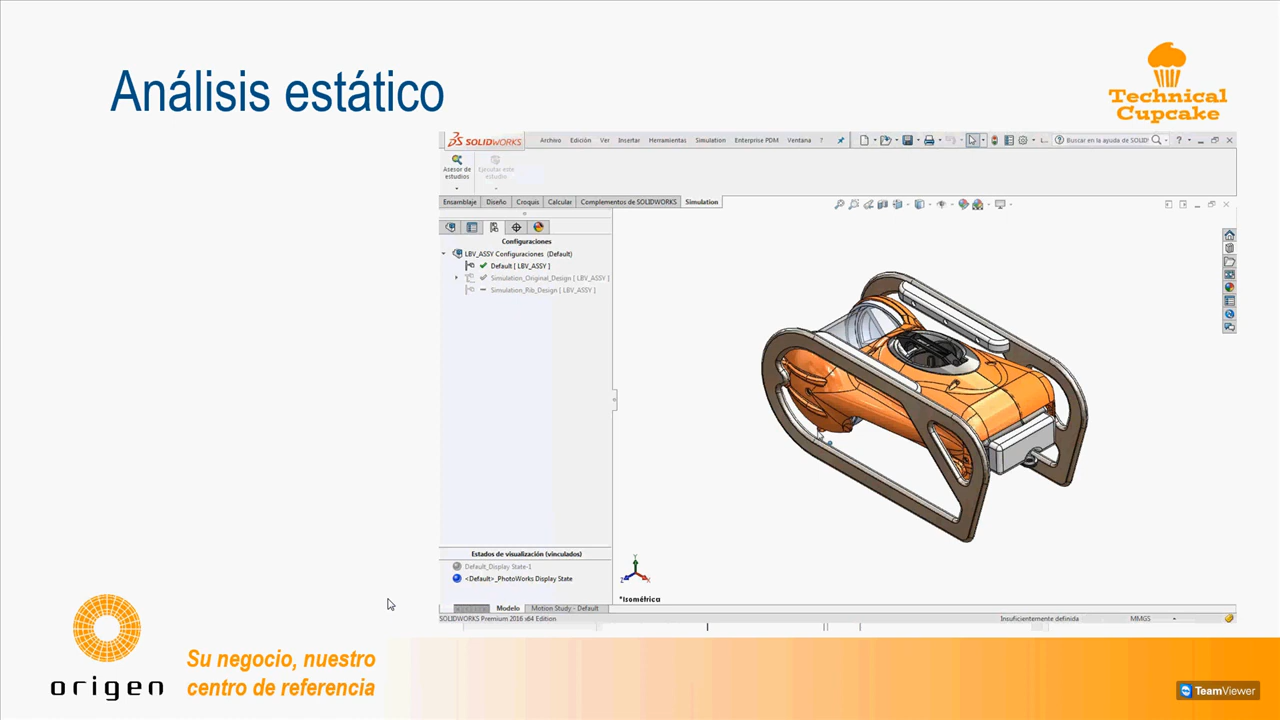 Análisis estático
Technical
Cupcake
SOLIDWORKS
Archivo Edición Ver Insertar Herramientas Simulation Enterprise PDM Ventana ?
Buscar en la ayuda de SOLID
Asesor de
estudios
Ejecutar este
estudio
Ensamblaje Diseño Croquis Calcular Complementos de SOLIDWORKS Simulation
Configuraciones
LBV_ASSY Configuraciones (Default)
Default [ LBV_ASSY ]
Simulation_Original_Design [ LBV_ASSY ]
Simulation_Rib_Design [ LBV_ASSY ]
Estados de visualización (vinculados)
Default_Display State-1
<Default>_PhotoWorks Display State
Y
Z X
*Isométrica
Modelo Motion Study - Default
SOLIDWORKS Premium 2016 x64 Edition Insuficientemente definida MMGS
origen
Su negocio, nuestro
centro de referencia
TeamViewer